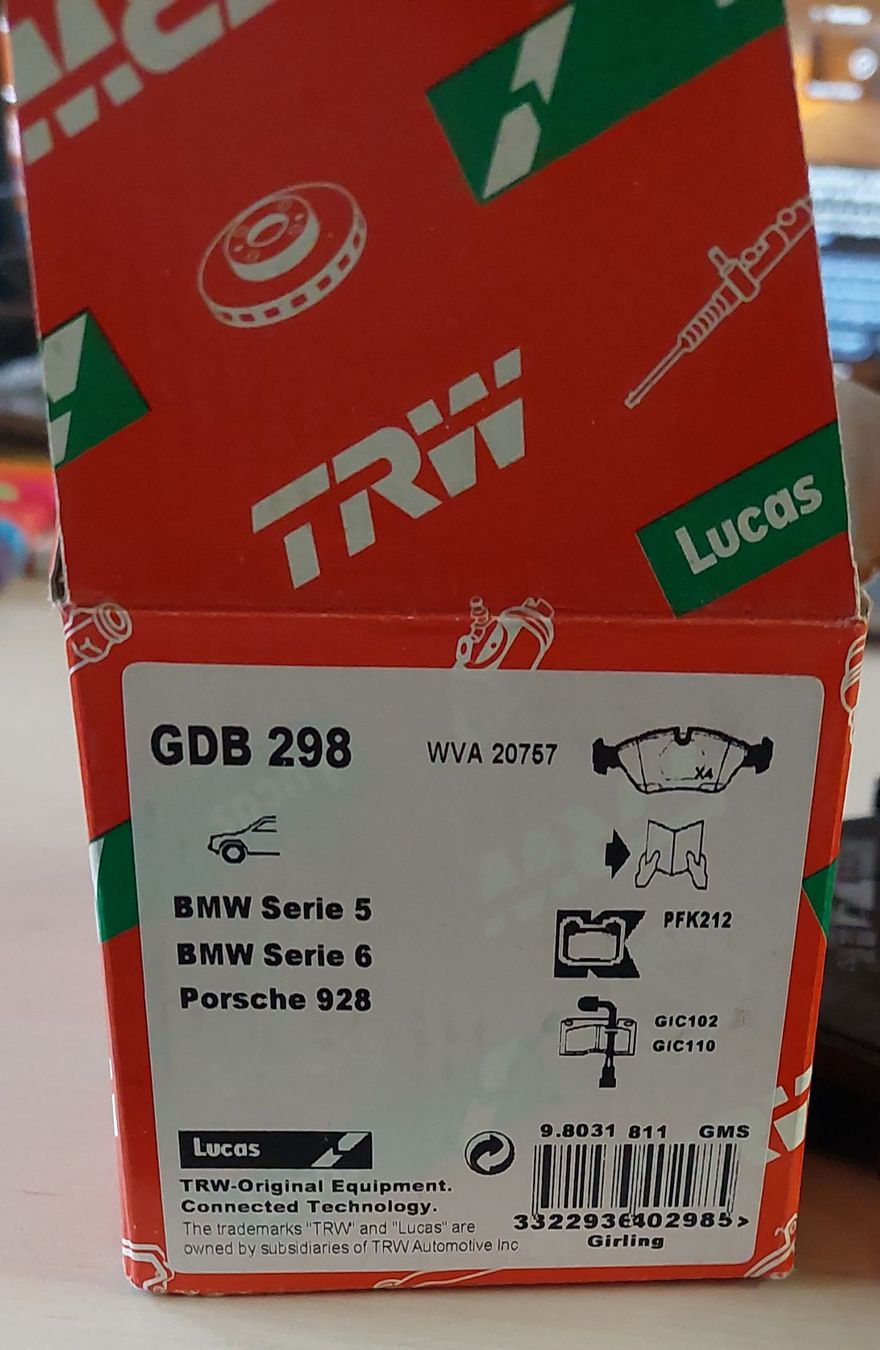 TRW
Lucas
GDB 298
WVA 20757
X4
BMW Serie 5
BMW Serie 6
Porsche 928
PFK212
GIC102
GIC110
9.8031 811 GMS
Lucas
TRW-Original Equipment.
Connected Technology.
The trademarks "TRW" and "Lucas" are
owned by subsidiaries of TRW Automotive Inc
3322936402985>
Girling